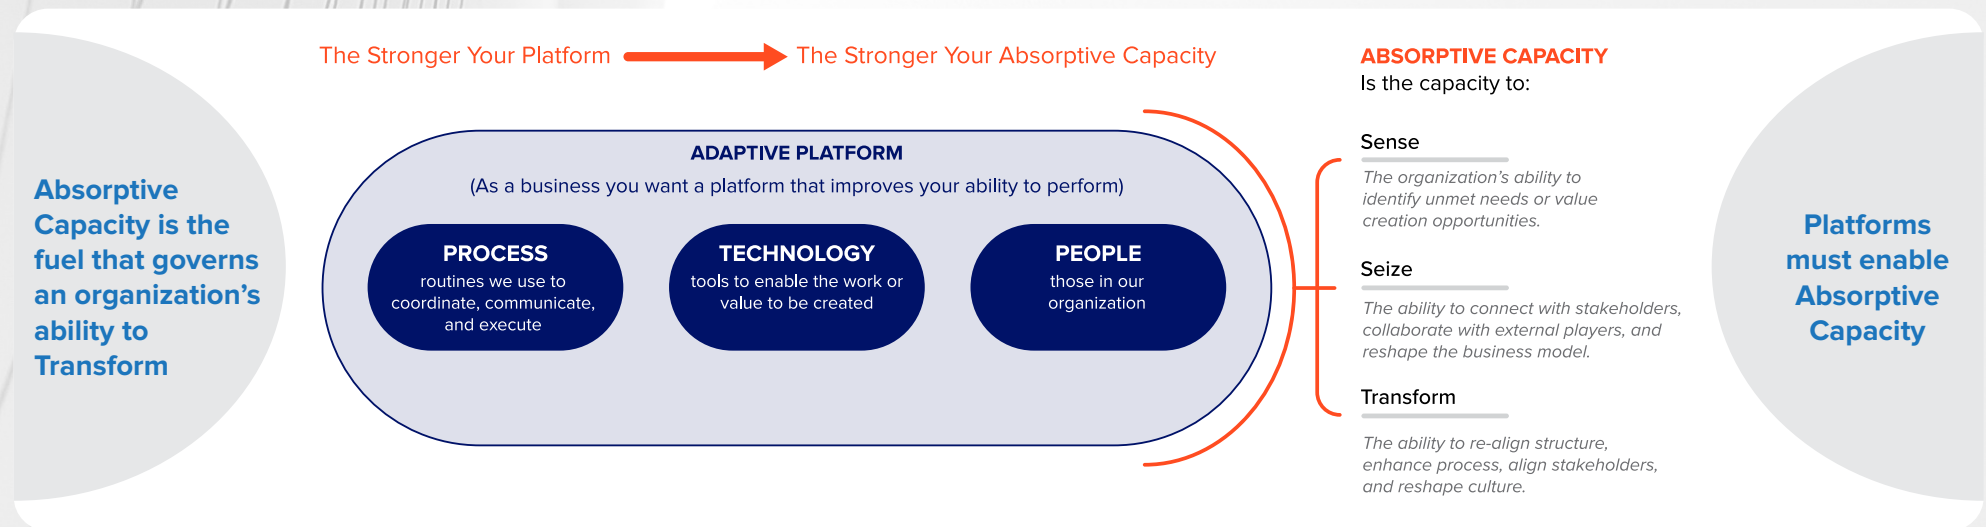 Absorptive
Capacity is the
fuel that governs
an organization's
ability to
Transform
The Stronger Your Platform
The Stronger Your Absorptive Capacity
ADAPTIVE PLATFORM
(As a business you want a platform that improves your ability to perform)
PROCESS
routines we use to
coordinate, communicate,
and execute
TECHNOLOGY
tools to enable the work or
value to be created
PEOPLE
those in our
organization
ABSORPTIVE CAPACITY
Is the capacity to:
Sense
The organization's ability to
identify unmet needs or value
creation opportunities.
Seize
The ability to connect with stakeholders,
collaborate with external players, and
reshape the business model.
Transform
The ability to re-align structure,
enhance process, align stakeholders,
and reshape culture.
Platforms
must enable
Absorptive
Capacity